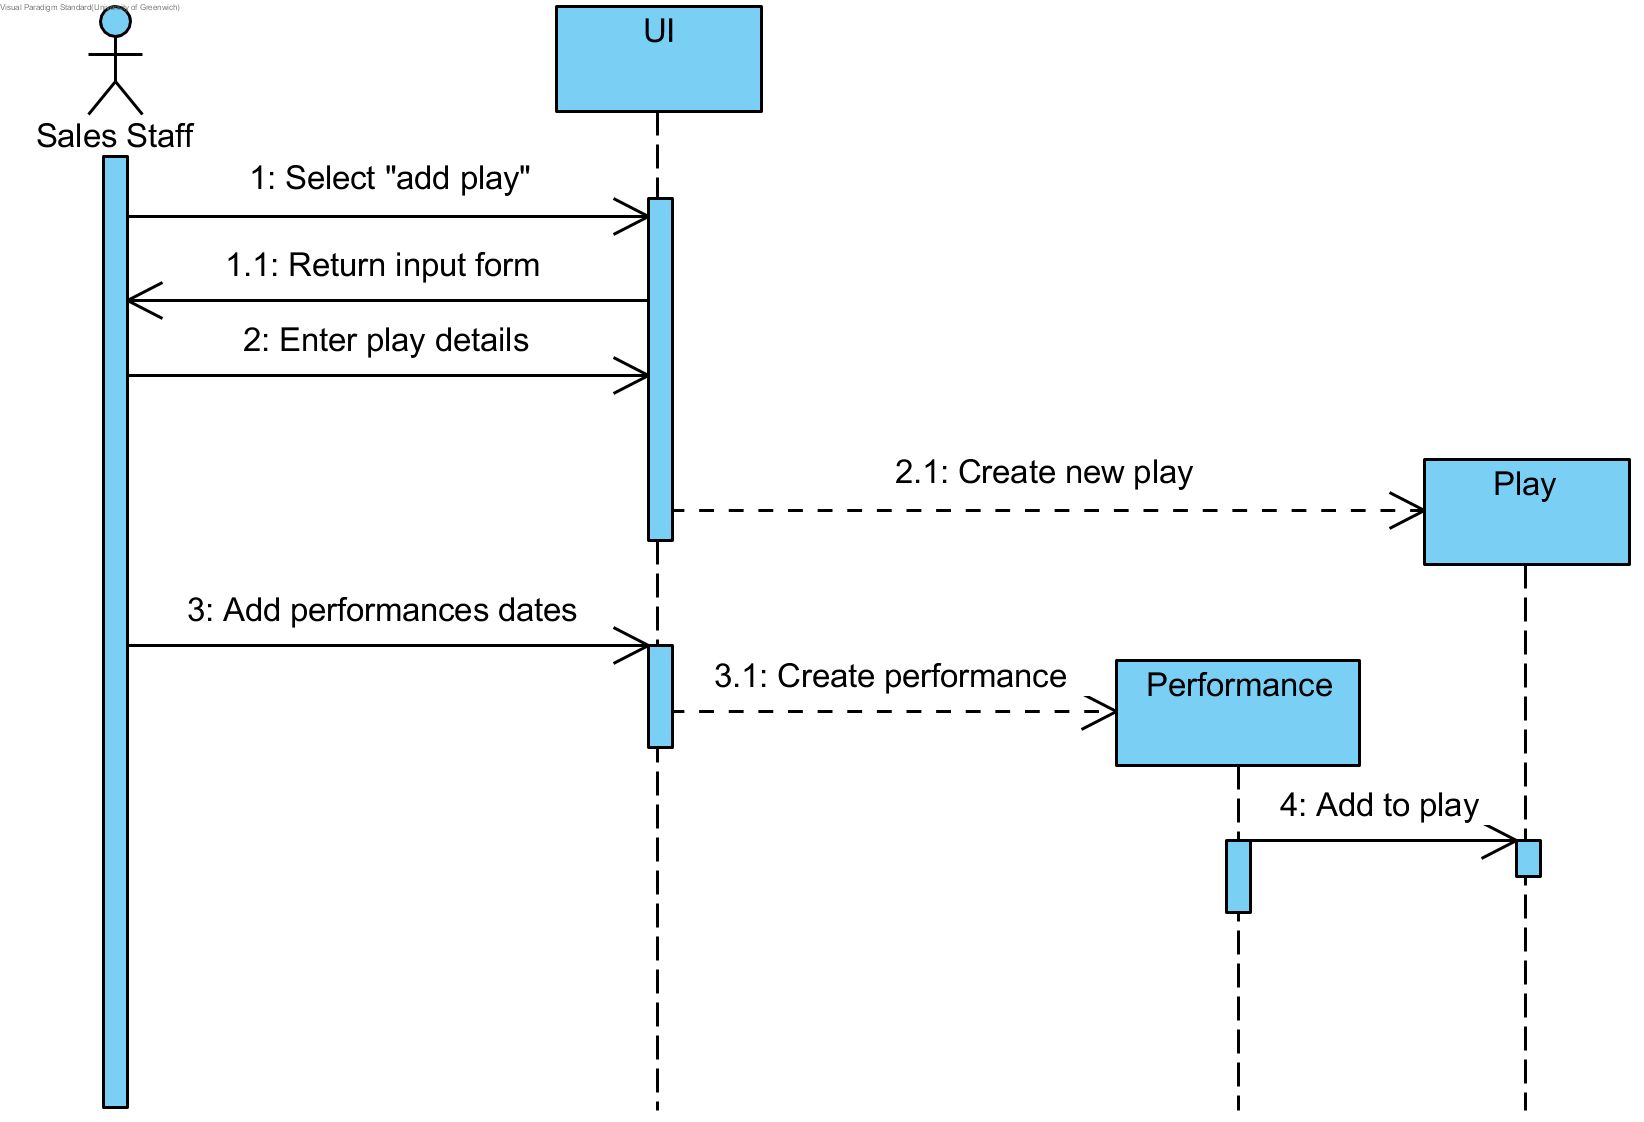 Visual Paradigm Standard(University of Greenwich)
UI
Sales Staff
1: Select "add play"
1.1: Return input form
2: Enter play details
2.1: Create new play
Play
3: Add performances dates
3.1: Create performance
Performance
4: Add to play